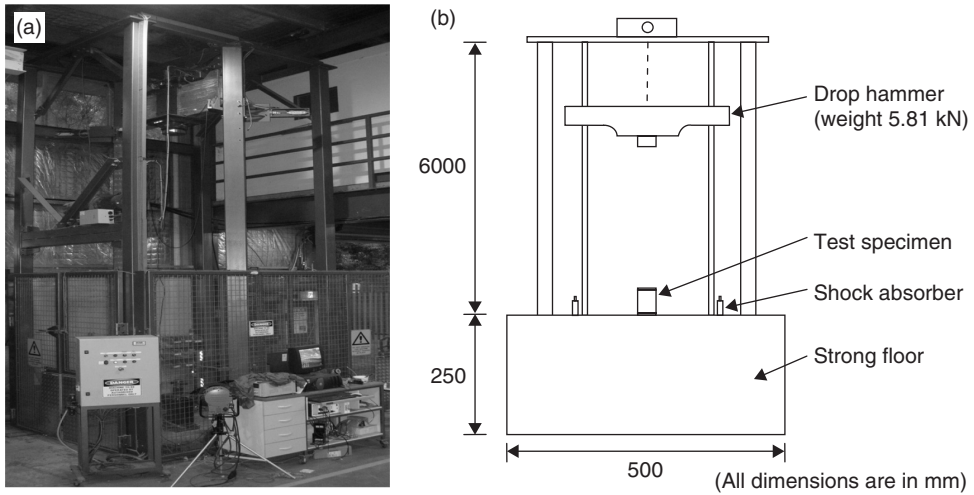 (a)
DANGER
(b)
Drop hammer
(weight 5.81 kN)
6000
Test specimen
Shock absorber
Strong floor
250
500
(All dimensions are in mm)